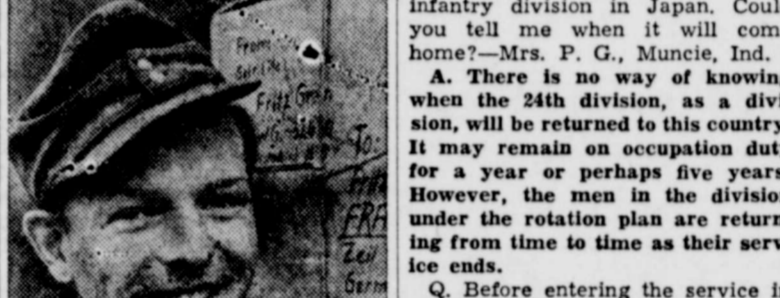 From
Fritz
To:
FRA
infantry division in Japan. Coul
you tell me when it will com
home?—Mrs. P. G., Muncie, Ind.
A. There is no way of knowin
when the 24th division, as a div
sion, will be returned to this country
It may remain on occupation dut
for a year or perhaps five years
However, the men in the divisio
under the rotation plan are return
ing from time to time as their serv
ice ends.
Q. Before entering the service i